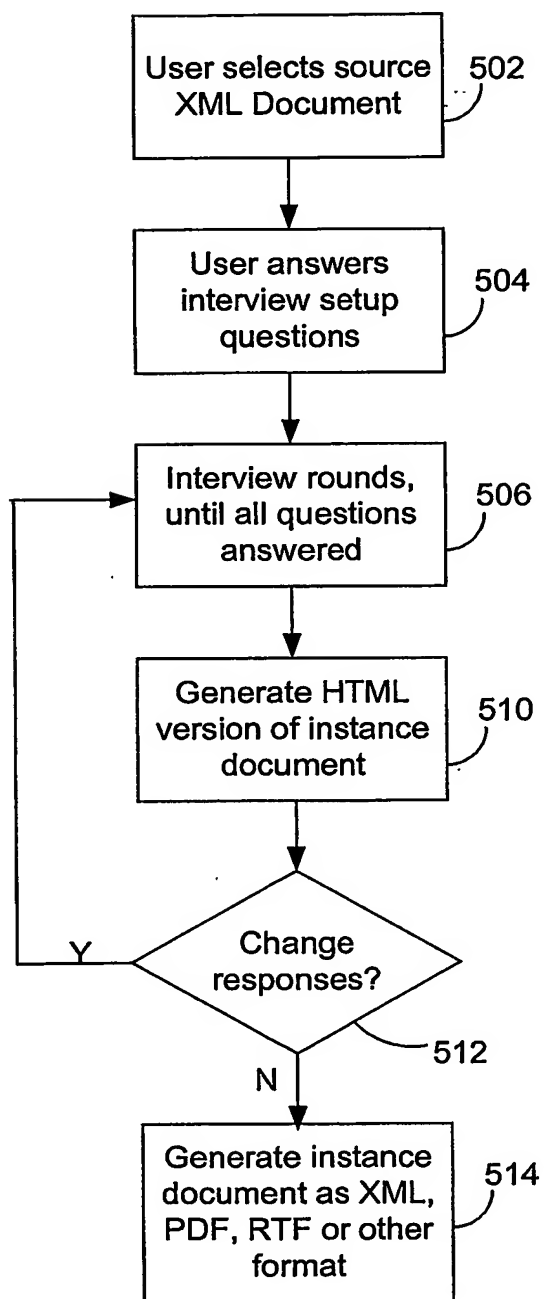 User selects source
XML Document
502
User answers
interview setup
questions
504
Interview rounds,
until all questions
answered
506
Generate HTML
version of instance
document
510
Change
responses?
Y
512
N
Generate instance
document as XML,
PDF, RTF or other
format
514